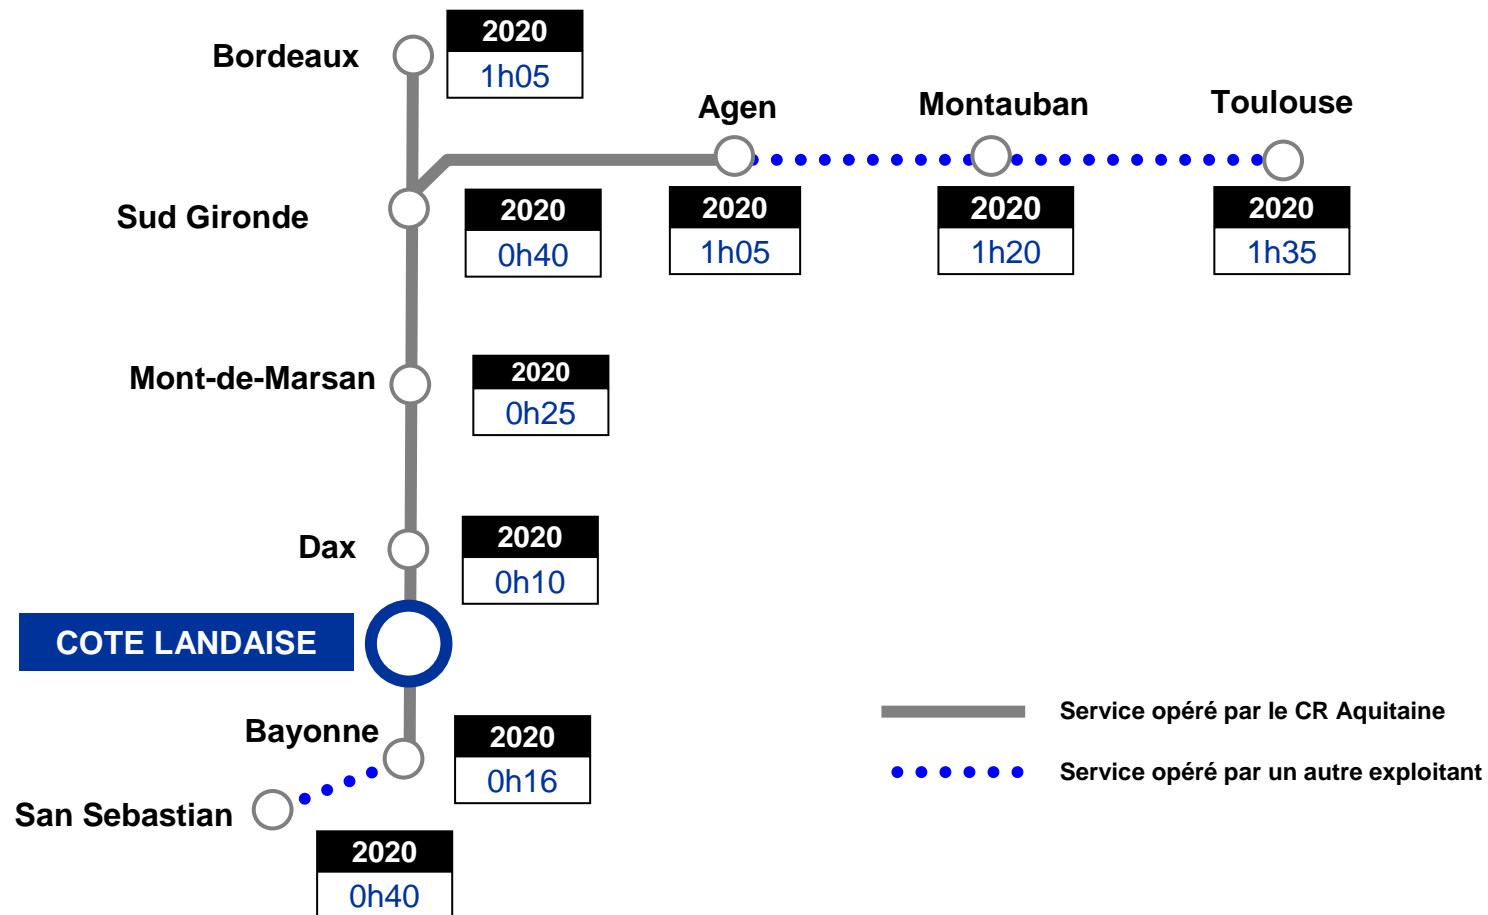 Bordeaux
2020
1h05
Agen
Montauban
Toulouse
Sud Gironde
2020
0h40
2020
1h05
2020
1h20
2020
1h35
Mont-de-Marsan
2020
0h25
Dax
2020
0h10
COTE LANDAISE
Bayonne
2020
0h16
San Sebastian
2020
0h40
Service opéré par le CR Aquitaine
Service opéré par un autre exploitant